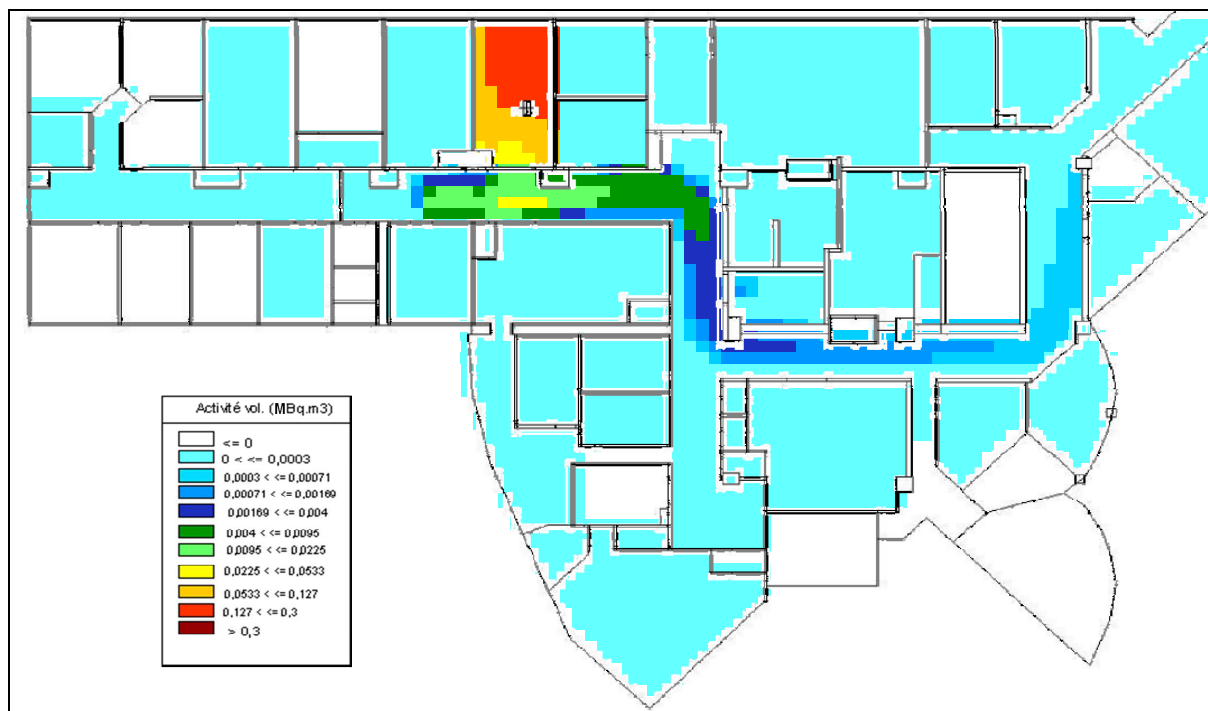 Activité vol. (MBq.m3)
<= 0
0 < <= 0,0003
0,0003 < <= 0,00071
0,00071 < <= 0,00169
0,00169 < <= 0,004
0,004 < <= 0,0095
0,0095 < <= 0,0225
0,0225 < <= 0,0533
0,0533 < <= 0,127
0,127 < <= 0,3
> 0,3